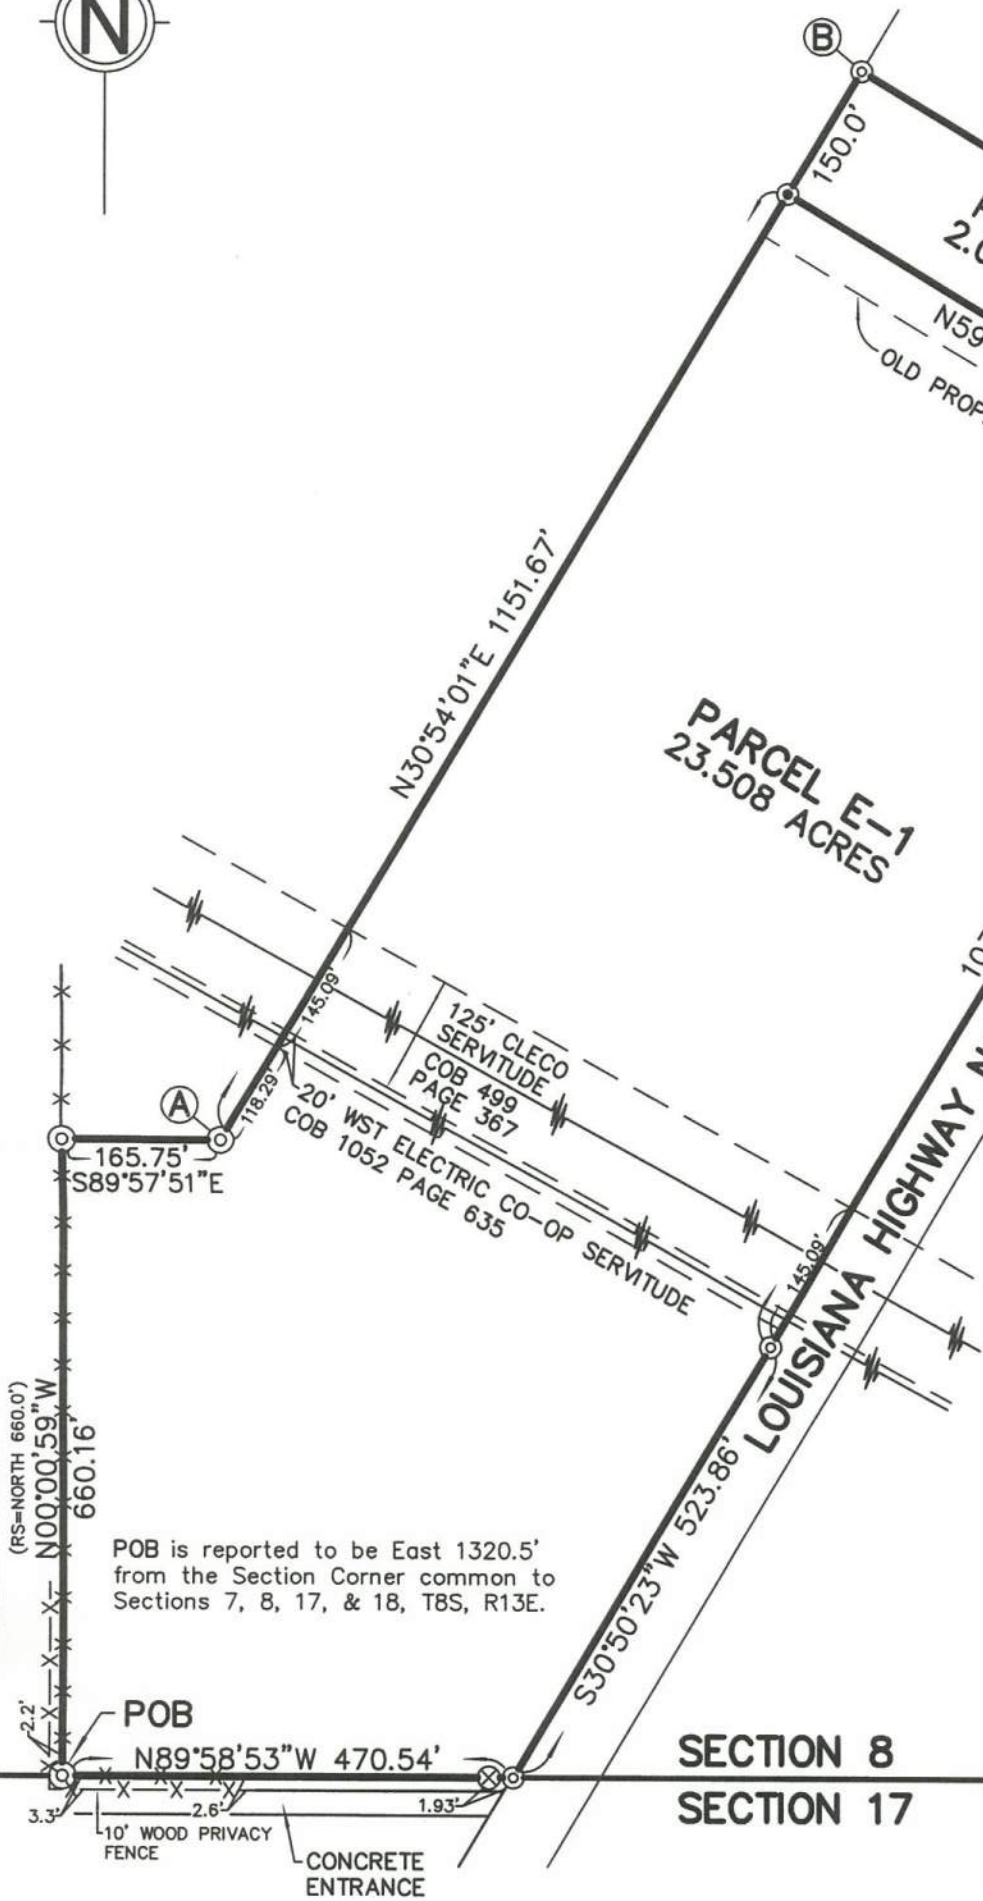 N
B
150.0'
2.0
N59
OLD PROP
N30°54'01"E 1151.67'
PARCEL E-1
23.508 ACRES
107
145.09'
125' CLECO
SERVITUDE
COB 499
PAGE 367
A
118.29'
20' WST ELECTRIC CO-OP SERVITUDE
COB 1052 PAGE 635
165.75'
S89°57'51"E
145.09'
LOUISIANA HIGHWAY N
(RS=NORTH 660.0')
N00°00'59"W
660.16'
S30°50'23"W 523.86'
POB is reported to be East 1320.5'
from the Section Corner common to
Sections 7, 8, 17, & 18, T8S, R13E.
2.2'
POB
N89°58'53"W 470.54'
SECTION 8
SECTION 17
3.3'
2.6'
1.93'
10' WOOD PRIVACY
FENCE
CONCRETE
ENTRANCE